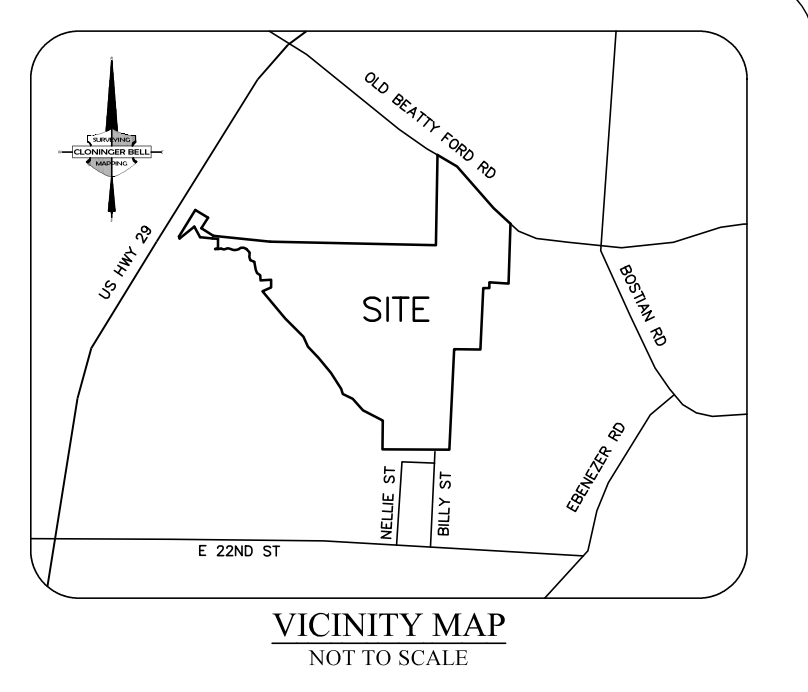 OLD BEATTY FORD RD
SURVEYING
CLONINGER BELL
MAPPING
US HWY 29
SITE
BOSTIAN RD
EBENEZER RD
NELLIE ST
BILLY ST
E 22ND ST
VICINITY MAP
NOT TO SCALE